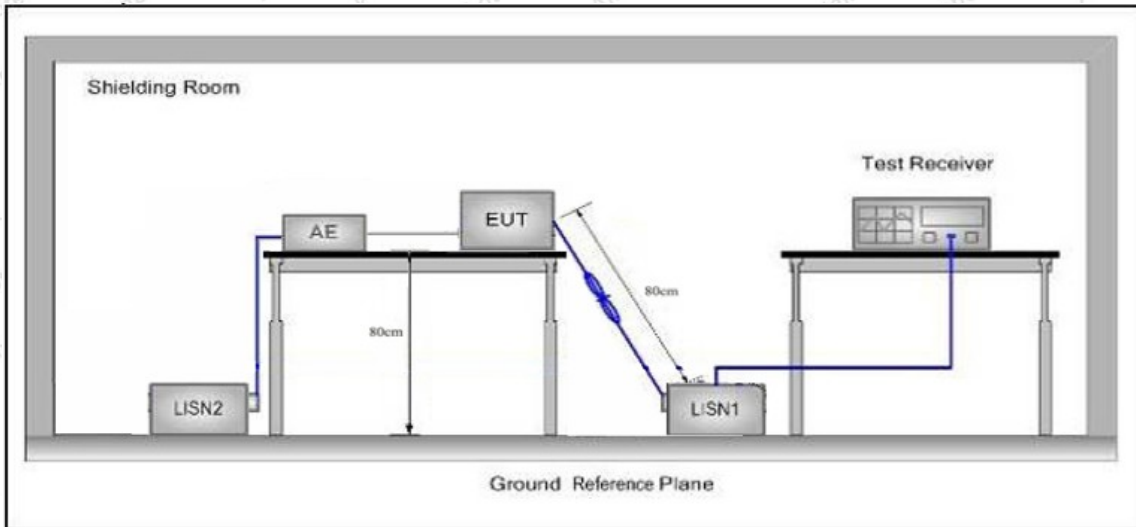 Shielding Room
Test Receiver
EUT
AE
80cm
80cm
LISN2
LISN1
Ground Reference Plane